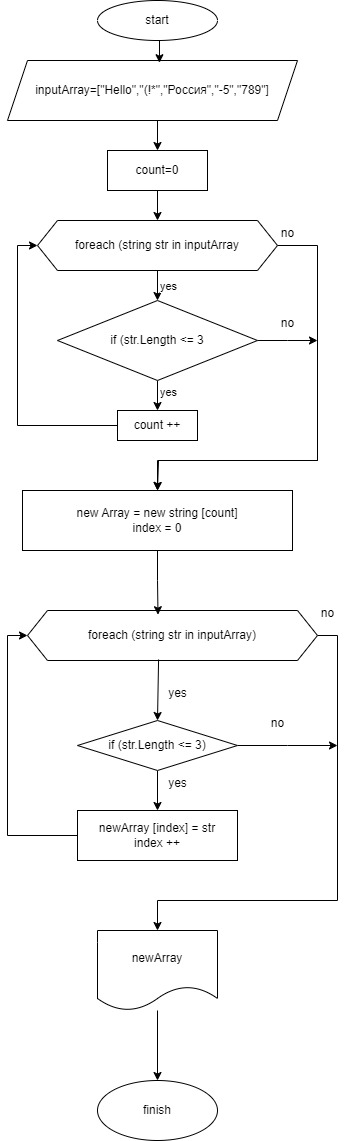 start
inputArray=["Hello","(!*","Россия","-5","789"]
count=0
foreach (string str in inputArray
no
yes
if (str.Length <= 3
no
yes
count ++
new Array = new string [count]
index = 0
foreach (string str in inputArray)
no
yes
if (str.Length <= 3)
no
yes
newArray [index] = str
index ++
newArray
finish